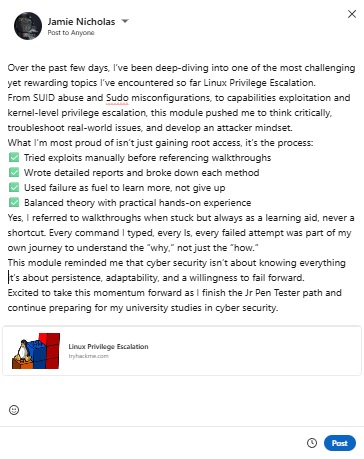 Jamie Nicholas
Post to Anyone
Over the past few days, I've been deep-diving into one of the most challenging
yet rewarding topics I've encountered so far Linux Privilege Escalation.
From SUID abuse and Sudo misconfigurations, to capabilities exploitation and
kernel-level privilege escalation, this module pushed me to think critically,
troubleshoot real-world issues, and develop an attacker mindset.
What I'm most proud of isn't just gaining root access, it's the process:
✅ Tried exploits manually before referencing walkthroughs
✅ Wrote detailed reports and broke down each method
✅ Used failure as fuel to learn more, not give up
✅ Balanced theory with practical hands-on experience
Yes, I referred to walkthroughs when stuck but always as a learning aid, never a
shortcut. Every command I typed, every ls, every failed attempt was part of my
own journey to understand the "why," not just the "how."
This module reminded me that cyber security isn't about knowing everything
it's about persistence, adaptability, and a willingness to fail forward.
Excited to take this momentum forward as I finish the Jr Pen Tester path and
continue preparing for my university studies in cyber security.
Linux Privilege Escalation
tryhackme.com
Post